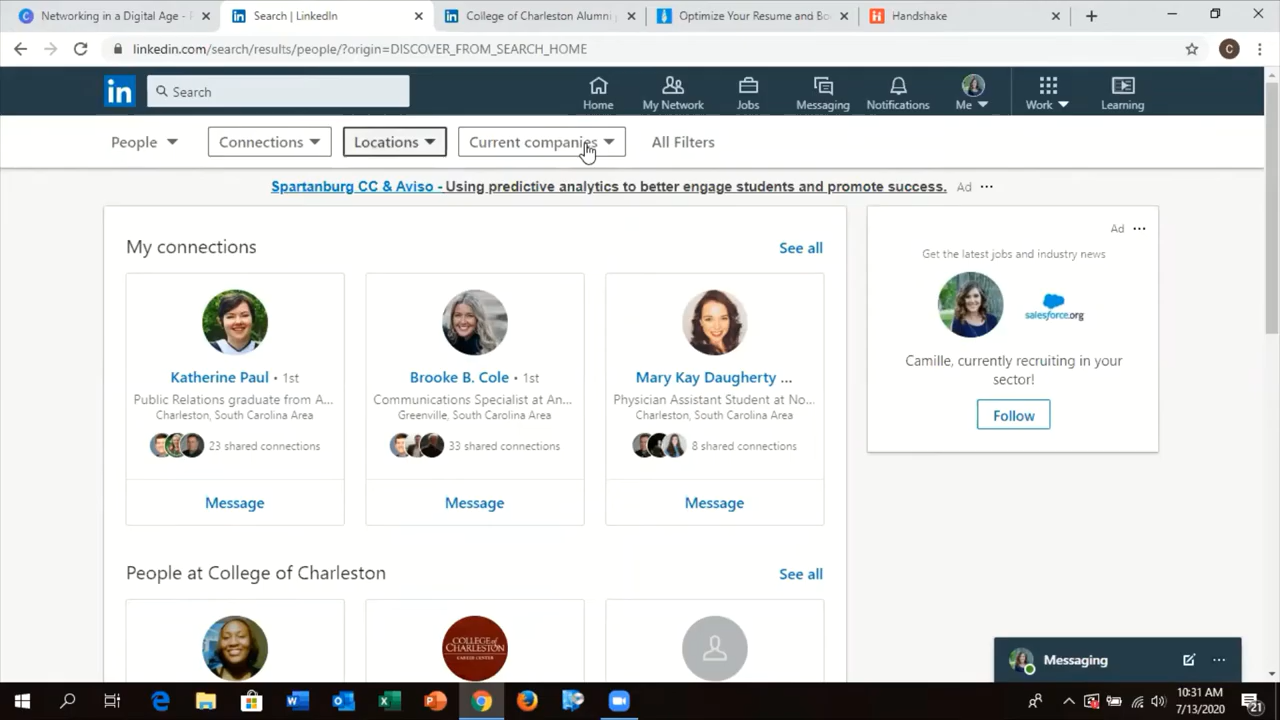 Networking in a Digital Age - P
Search | LinkedIn
College of Charleston Alumni
Optimize Your Resume and Bo
Handshake
linkedin.com/search/results/people/?origin=DISCOVER_FROM_SEARCH_HOME
C
in
Search
Home
My Network
Jobs
Messaging
Notifications
Me
Work
Learning
People
Connections
Locations
Current companies
All Filters
Spartanburg CC & Aviso - Using predictive analytics to better engage students and promote success. Ad
My connections
See all
Katherine Paul • 1st
Public Relations graduate from A...
Charleston, South Carolina Area
23 shared connections
Message
Brooke B. Cole • 1st
Communications Specialist at An...
Greenville, South Carolina Area
33 shared connections
Message
Mary Kay Daugherty ...
Physician Assistant Student at No...
Charleston, South Carolina Area
8 shared connections
Message
Ad
Get the latest jobs and industry news
salesforce.org
Camille, currently recruiting in your
sector!
Follow
People at College of Charleston
See all
COLLEGE of
CHARLESTON
CAREER CENTER
Messaging
10:31 AM
7/13/2020
21